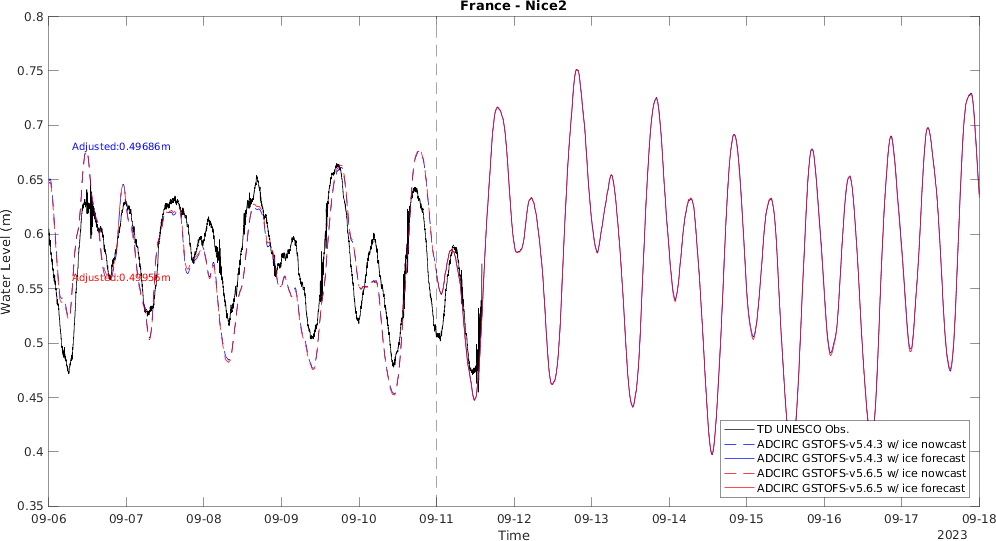 France - Nice2
0.8
0.75
0.7
0.65
0.6
0.55
0.5
0.45
0.4
0.35
Water Level (m)
Adjusted:0.49686m
Adjusted:0.49956m
TD UNESCO Obs.
ADCIRC GSTOFS-v5.4.3 w/ ice nowcast
ADCIRC GSTOFS-v5.4.3 w/ ice forecast
ADCIRC GSTOFS-v5.6.5 w/ ice nowcast
ADCIRC GSTOFS-v5.6.5 w/ ice forecast
09-06 09-07 09-08 09-09 09-10 09-11 09-12 09-13 09-14 09-15 09-16 09-17 09-18
Time
2023